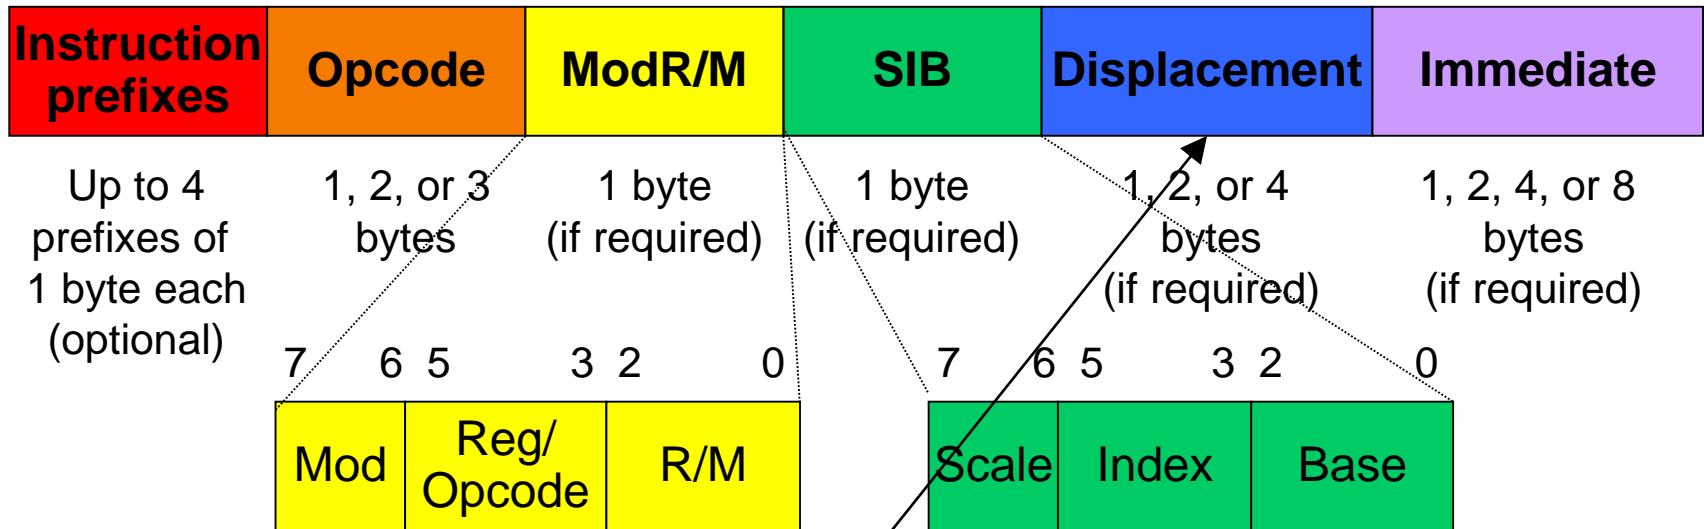 Instruction
prefixes
Opcode
ModR/M
SIB
Displacement
Immediate
Up to 4
prefixes of
1 byte each
(optional)
1, 2, or 3
bytes
1 byte
(if required)
1 byte
(if required)
1, 2, or 4
bytes
(if required)
1, 2, 4, or 8
bytes
(if required)
7 6 5 3 2 0
Mod
Reg/
Opcode
R/M
7 6 5 3 2 0
Scale
Index
Base